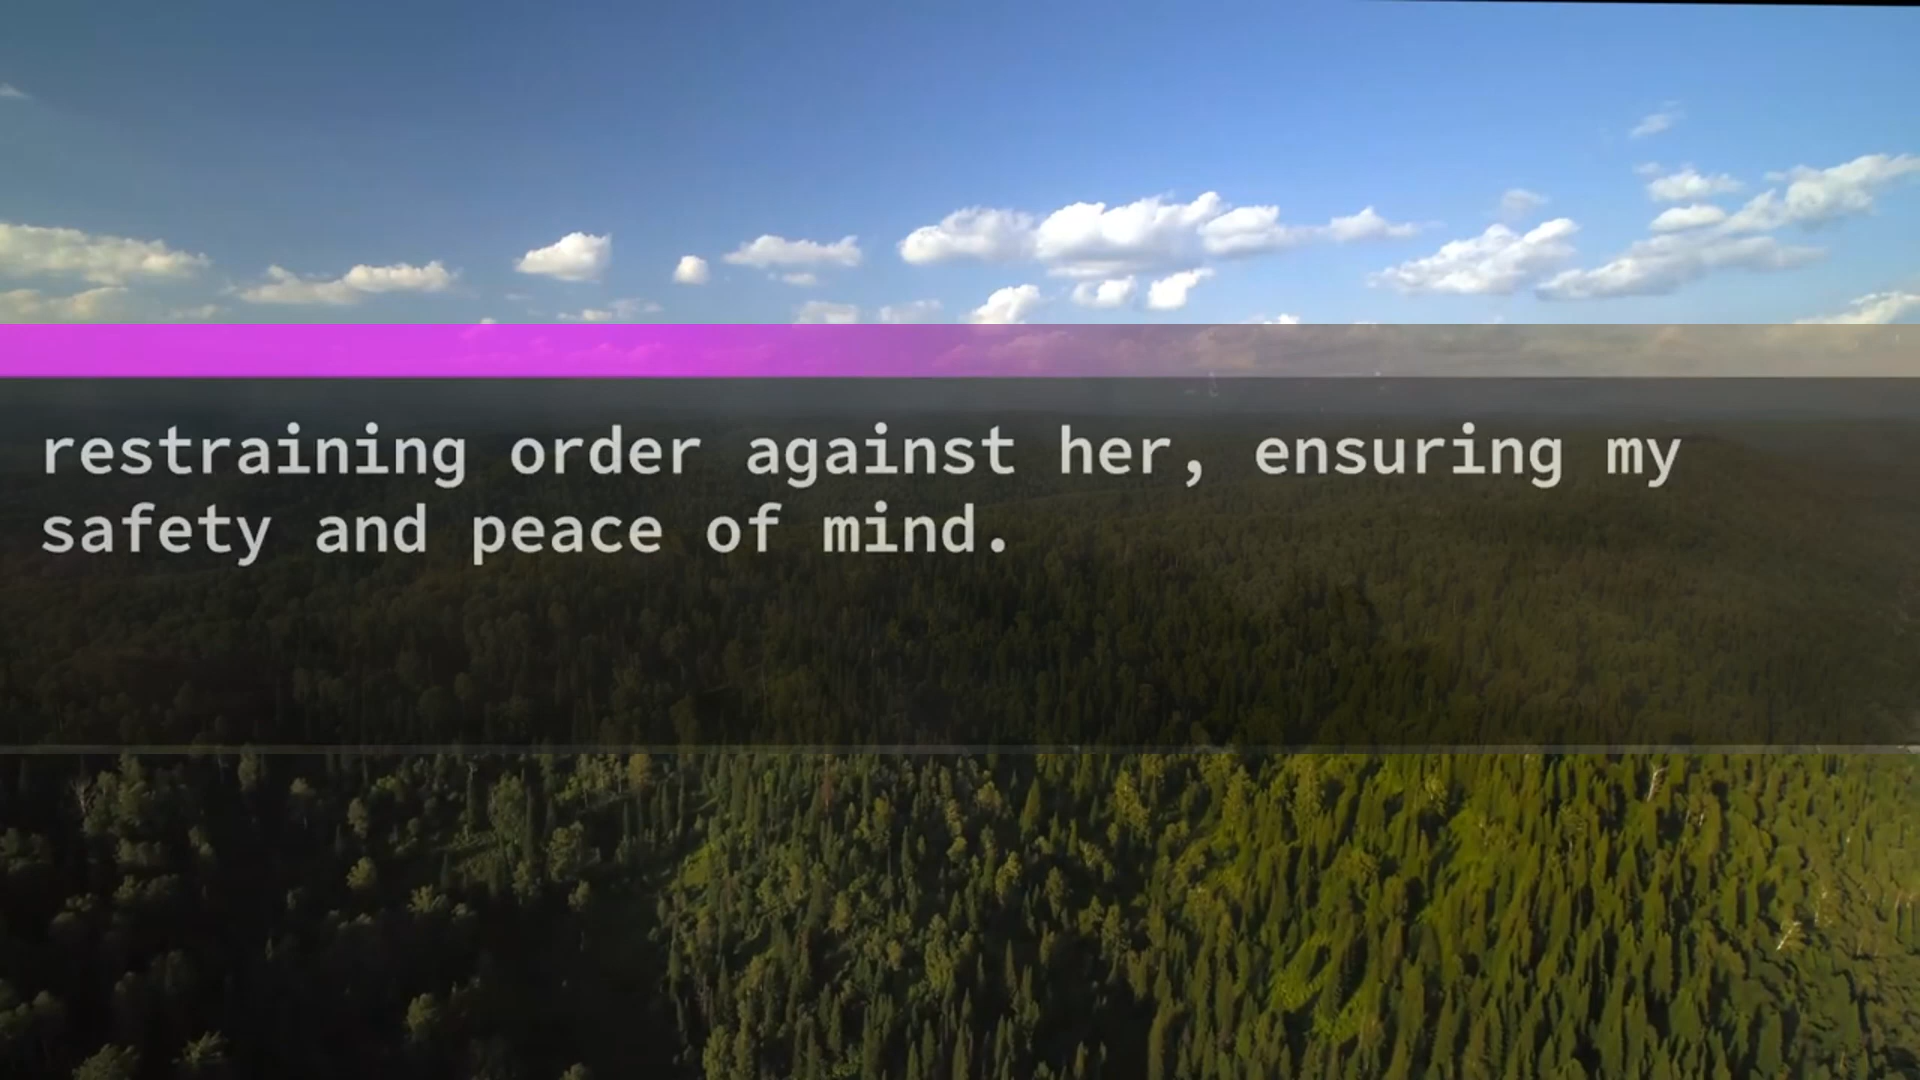 restraining order against her, ensuring my
safety and peace of mind.